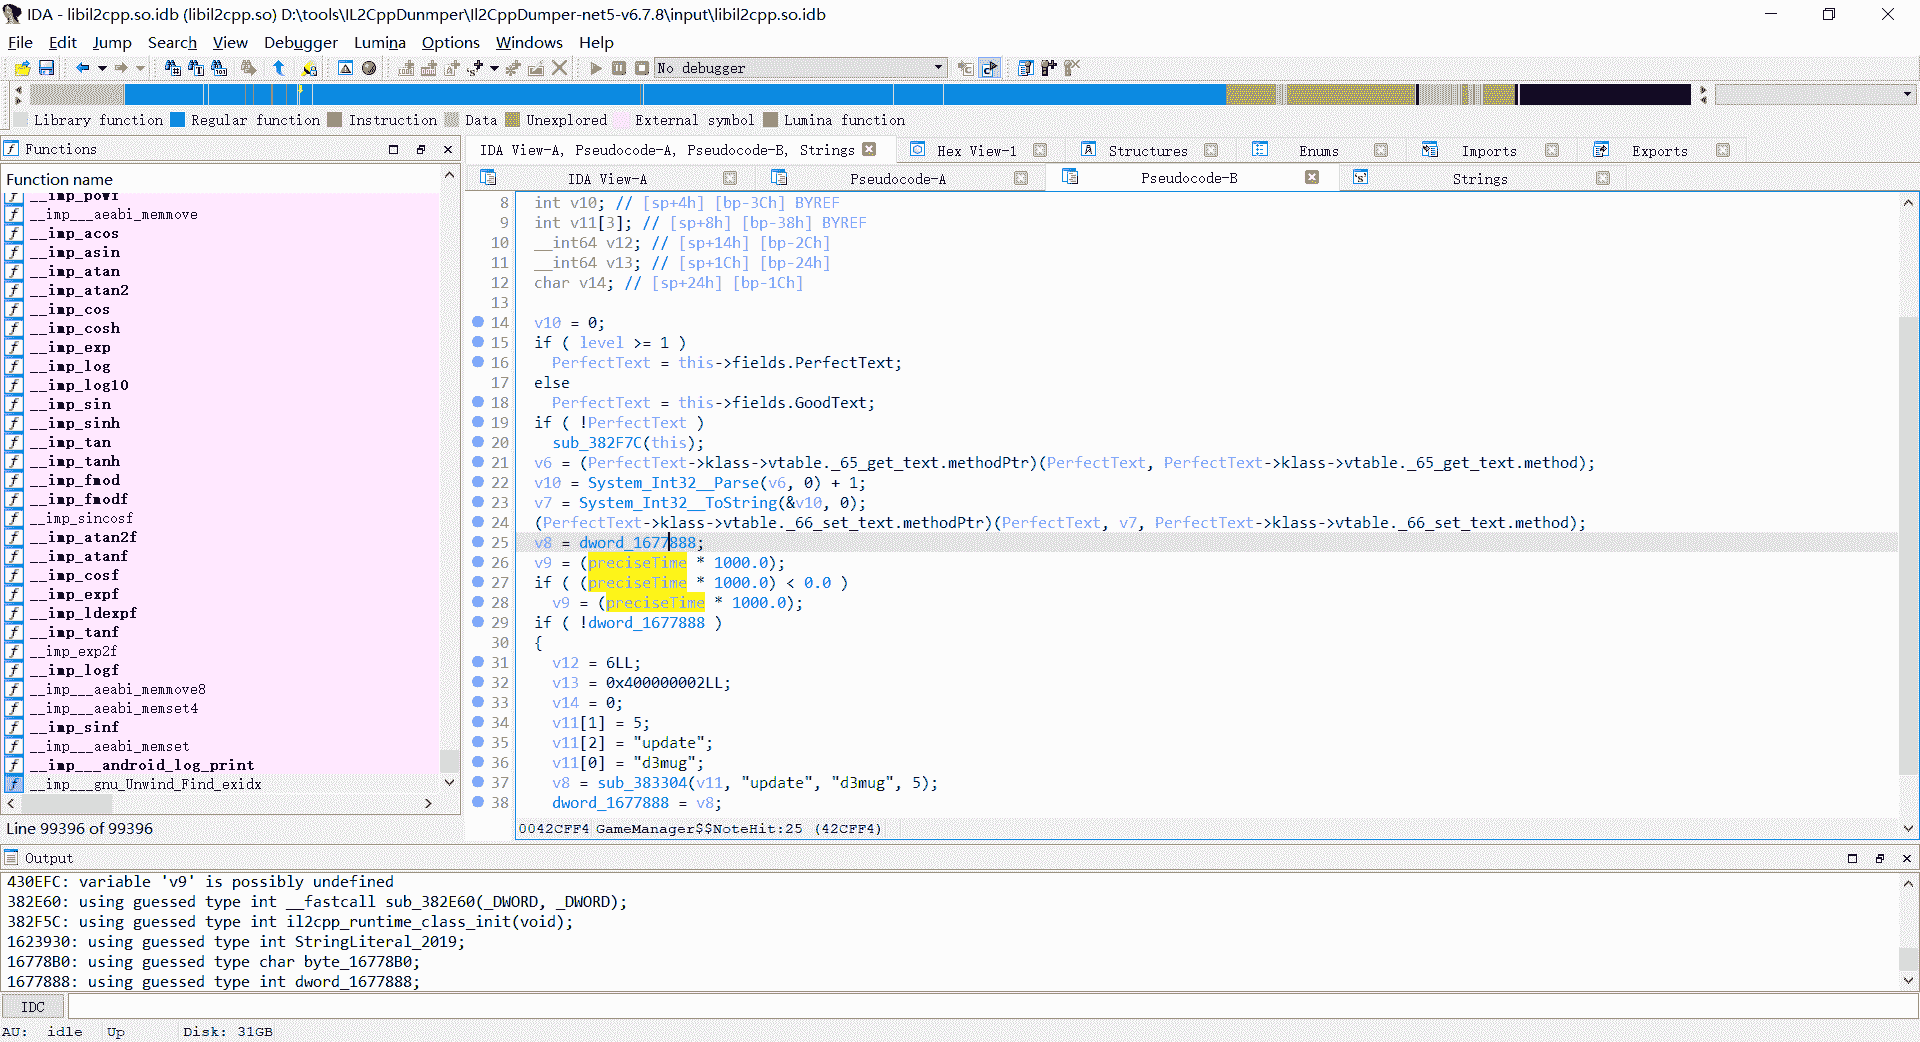 IDA - libil2cpp.so.idb (libil2cpp.so) D:\tools\IL2CppDunmper\Il2CppDumper-net5-v6.7.8\input\libil2cpp.so.idb
File Edit Jump Search View Debugger Lumina Options Windows Help
No debugger
Library function Regular function Instruction Data Unexplored External symbol Lumina function
Functions
Function name
__imp_powf
__imp___aeabi_memmove
__imp_acos
__imp_asin
__imp_atan
__imp_atan2
__imp_cos
__imp_cosh
__imp_exp
__imp_log
__imp_log10
__imp_sin
__imp_sinh
__imp_tan
__imp_tanh
__imp_fmod
__imp_fmodf
__imp_sincosf
__imp_atan2f
__imp_atanf
__imp_cosf
__imp_expf
__imp_ldexpf
__imp_tanf
__imp_exp2f
__imp_logf
__imp___aeabi_memmove8
__imp___aeabi_memset4
__imp_sinf
__imp___aeabi_memset
__imp___android_log_print
__imp___gnu_Unwind_Find_exidx
Line 99396 of 99396
IDA View-A, Pseudocode-A, Pseudocode-B, Strings Hex View-1 Structures Enums Imports Exports
IDA View-A Pseudocode-A Pseudocode-B Strings
8 int v10; // [sp+4h] [bp-3Ch] BYREF
9 int v11[3]; // [sp+8h] [bp-38h] BYREF
10 __int64 v12; // [sp+14h] [bp-2Ch]
11 __int64 v13; // [sp+1Ch] [bp-24h]
12 char v14; // [sp+24h] [bp-1Ch]
13
14 v10 = 0;
15 if ( level >= 1 )
16 PerfectText = this->fields.PerfectText;
17 else
18 PerfectText = this->fields.GoodText;
19 if ( !PerfectText )
20 sub_382F7C(this);
21 v6 = (PerfectText->klass->vtable._65_get_text.methodPtr)(PerfectText, PerfectText->klass->vtable._65_get_text.method);
22 v10 = System_Int32__Parse(v6, 0) + 1;
23 v7 = System_Int32__ToString(&v10, 0);
24 (PerfectText->klass->vtable._66_set_text.methodPtr)(PerfectText, v7, PerfectText->klass->vtable._66_set_text.method);
25 v8 = dword_1677888;
26 v9 = (preciseTime * 1000.0);
27 if ( (preciseTime * 1000.0) < 0.0 )
28 v9 = (preciseTime * 1000.0);
29 if ( !dword_1677888 )
30 {
31 v12 = 6LL;
32 v13 = 0x400000002LL;
33 v14 = 0;
34 v11[1] = 5;
35 v11[2] = "update";
36 v11[0] = "d3mug";
37 v8 = sub_383304(v11, "update", "d3mug", 5);
38 dword_1677888 = v8;
0042CFF4 GameManager$$NoteHit:25 (42CFF4)
Output
430EFC: variable 'v9' is possibly undefined
382E60: using guessed type int __fastcall sub_382E60(_DWORD, _DWORD);
382F5C: using guessed type int il2cpp_runtime_class_init(void);
1623930: using guessed type int StringLiteral_2019;
16778B0: using guessed type char byte_16778B0;
1677888: using guessed type int dword_1677888;
IDC
AU: idle Up Disk: 31GB